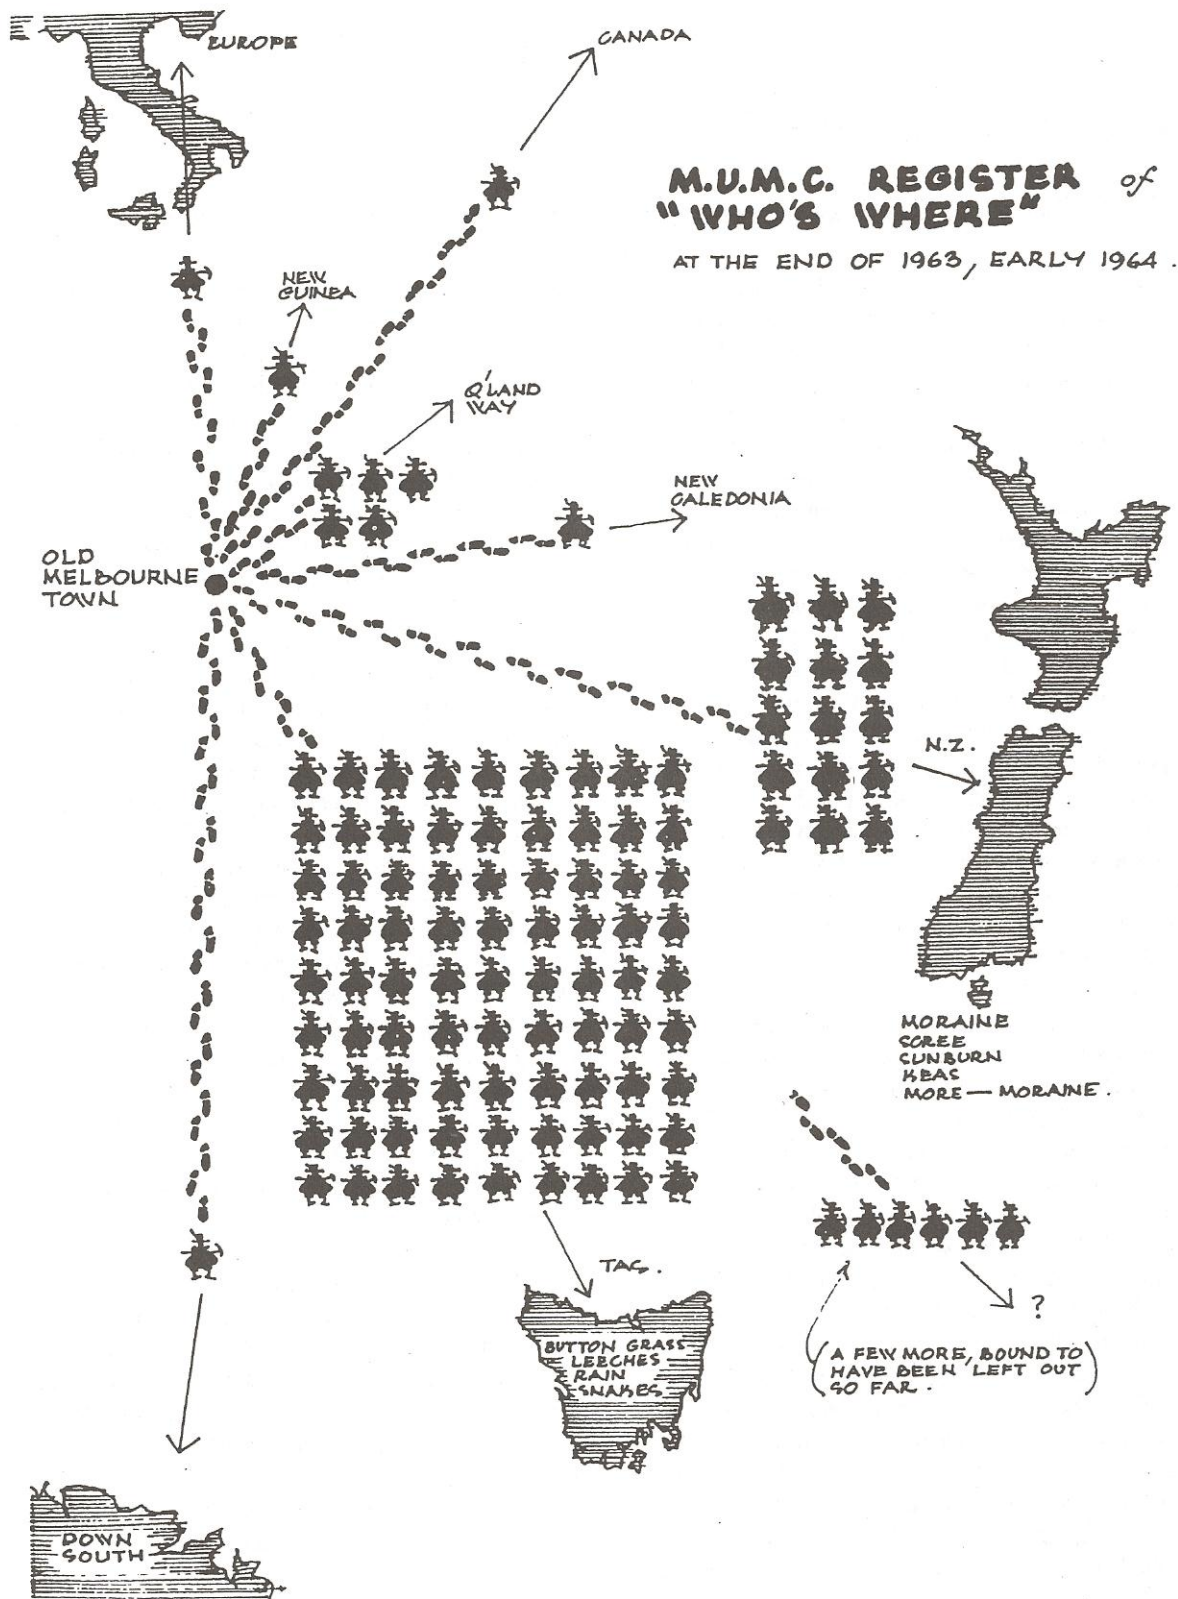 EUROPE
CANADA
M.U.M.C. REGISTER of
"WHO'S WHERE"
AT THE END OF 1963, EARLY 1964.
NEW
GUINEA
Q'LAND
WAY
NEW
CALEDONIA
OLD
MELBOURNE
TOWN
N.Z.
MORAINE
SCREE
SUNBURN
KEAS
MORE — MORAINE.
TAS.
BUTTON GRASS
LEECHES
RAIN
SNAKES
?
(A FEW MORE, BOUND TO
HAVE BEEN LEFT OUT
SO FAR.)
DOWN
SOUTH